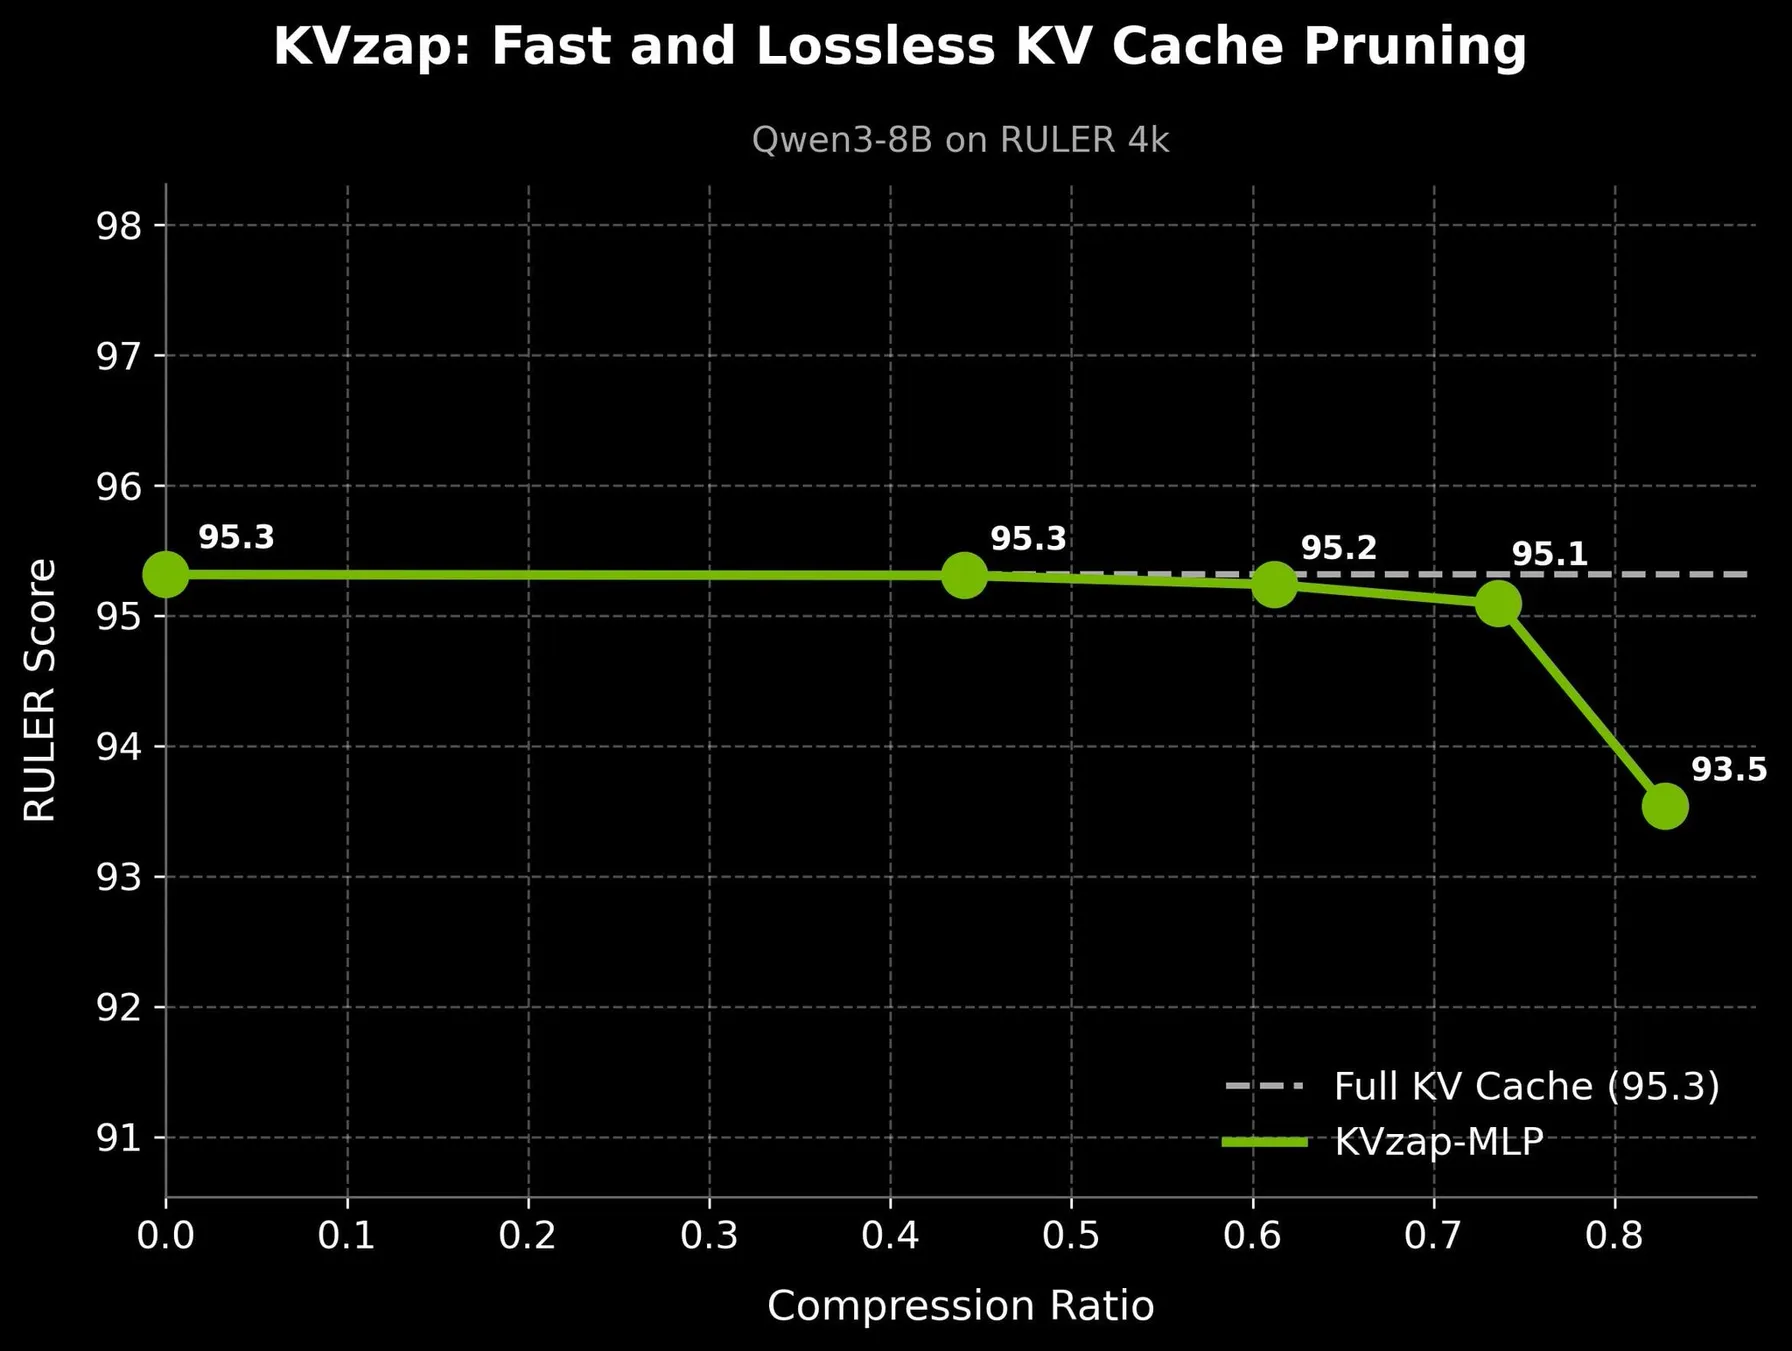 KVzap: Fast and Lossless KV Cache Pruning
Qwen3-8B on RULER 4k
RULER Score
98
97
96
95
94
93
92
91
95.3
95.3
95.2
95.1
93.5
Full KV Cache (95.3)
KVzap-MLP
0.0 0.1 0.2 0.3 0.4 0.5 0.6 0.7 0.8
Compression Ratio